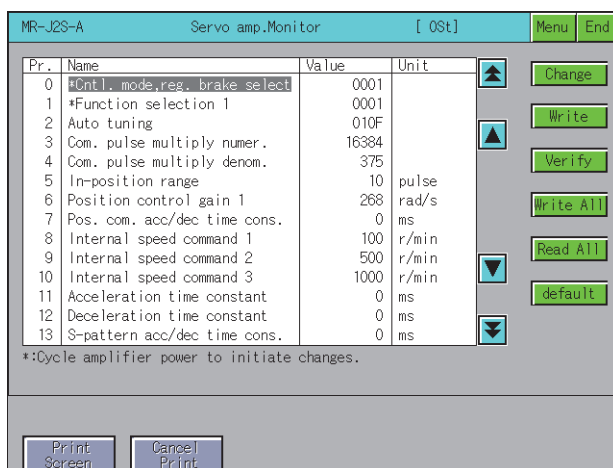 MR-J2S-A Servo amp.Monitor [ OSt] Menu End
Pr. Name Value Unit
0 *Cntl. mode,reg. brake select 0001
1 *Function selection 1 0001
2 Auto tuning 010F
3 Com. pulse multiply numer. 16384
4 Com. pulse multiply denom. 375
5 In-position range 10 pulse
6 Position control gain 1 268 rad/s
7 Pos. com. acc/dec time cons. 0 ms
8 Internal speed command 1 100 r/min
9 Internal speed command 2 500 r/min
10 Internal speed command 3 1000 r/min
11 Acceleration time constant 0 ms
12 Deceleration time constant 0 ms
13 S-pattern acc/dec time cons. 0 ms
*:Cycle amplifier power to initiate changes.
Change
Write
Verify
Write All
Read All
default
Print
Screen
Cancel
Print